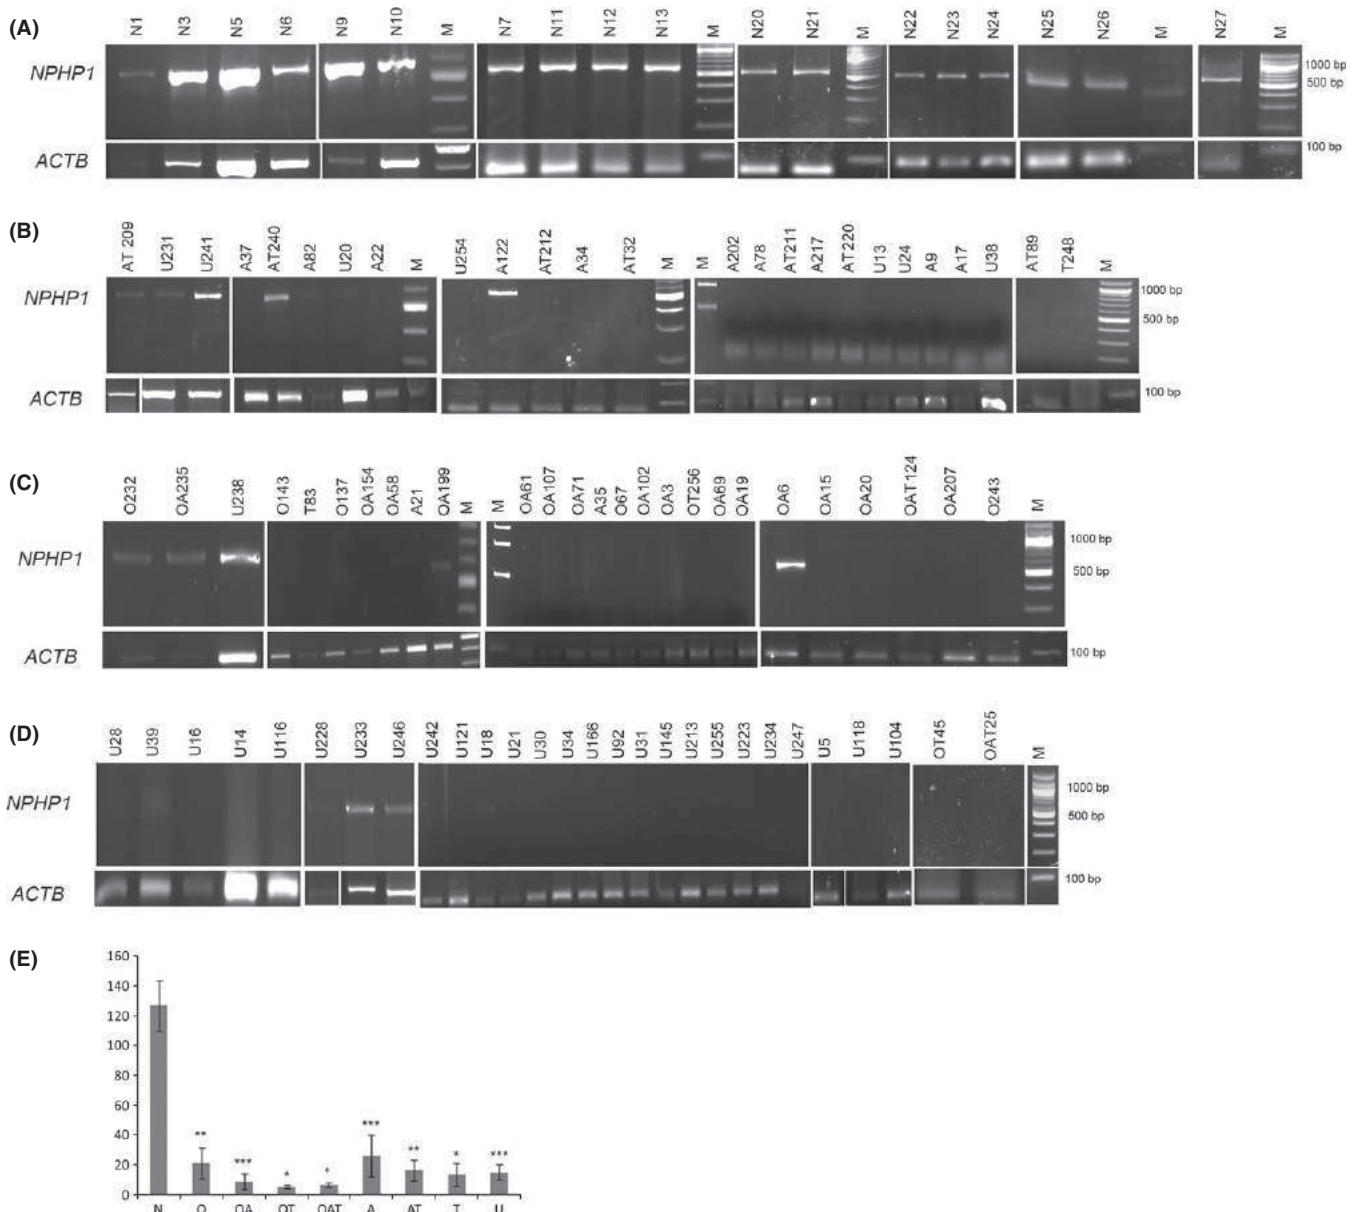 (A)
N1 N3 N5 N6 N9 N10 M N7 N11 N12 N13 M N20 N21 M N22 N23 N24 N25 N26 M N27 M
NPHP1
1000 bp
500 bp
ACTB
100 bp
(B)
AT 209 U231 U241 A37 AT240 A82 U20 A22 M U254 A122 AT212 A34 AT32 M M A202 A78 AT211 A217 AT220 U13 U24 A9 A17 U38 AT89 T248 M
NPHP1
1000 bp
500 bp
ACTB
100 bp
(C)
O232 OA235 U238 O143 T83 O137 OA154 OA58 A21 OA199 M M OA61 OA107 OA71 A35 O67 OA102 OA3 OT256 OA69 OA19 OA6 OA15 OA20 OAT124 OA207 O243 M
NPHP1
1000 bp
500 bp
ACTB
100 bp
(D)
U28 U39 U16 U14 U116 U228 U233 U246 U242 U121 U18 U21 U30 U34 U166 U92 U31 U145 U213 U255 U223 U234 U247 U5 U118 U104 OT45 OAT25 M
NPHP1
1000 bp
500 bp
ACTB
100 bp
(E)
160
140
120
100
80
60
40
20
0
** *** * * *** ** * ***
N O OA OT OAT A AT T U